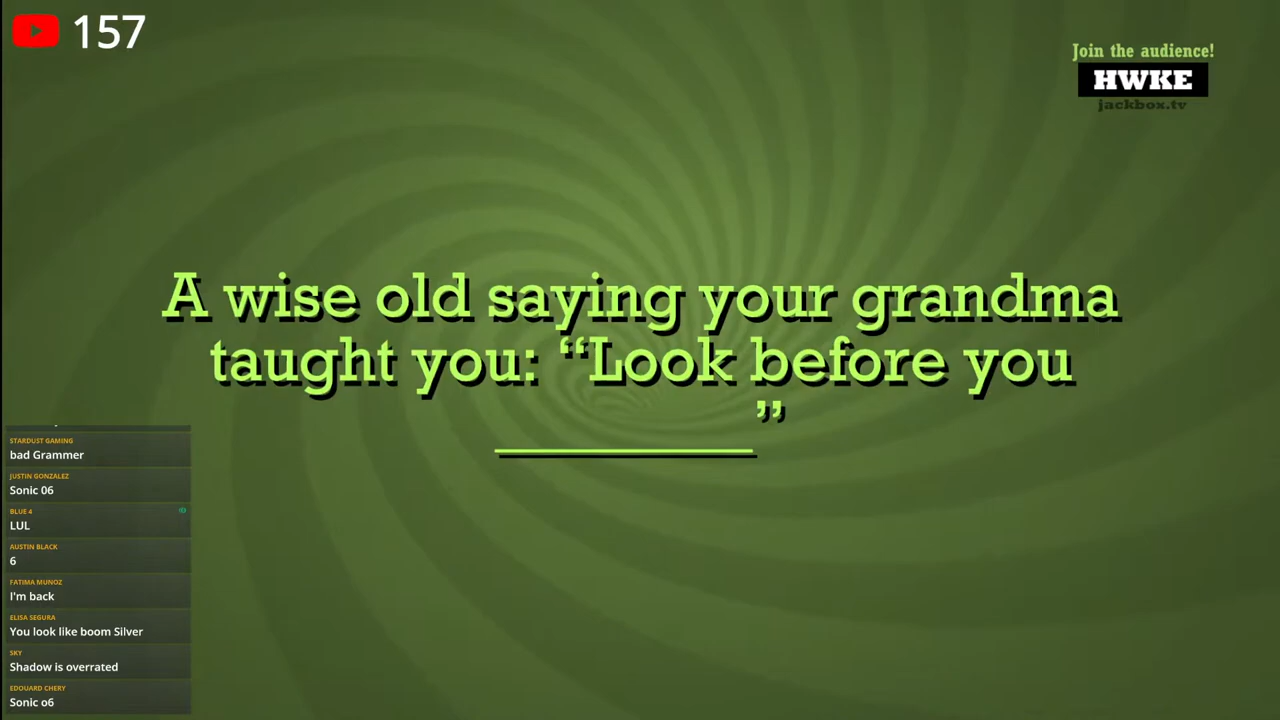 157
Join the audience!
HWKE
jackbox.tv
A wise old saying your grandma
taught you: “Look before you
__________”
STARDUST GAMING
bad Grammer
JUSTIN GONZALEZ
Sonic 06
BLUE 4
LUL
AUSTIN BLACK
6
FATIMA MUNOZ
I'm back
ELISA SEGURA
You look like boom Silver
SKY
Shadow is overrated
EDOUARD CHERY
Sonic o6